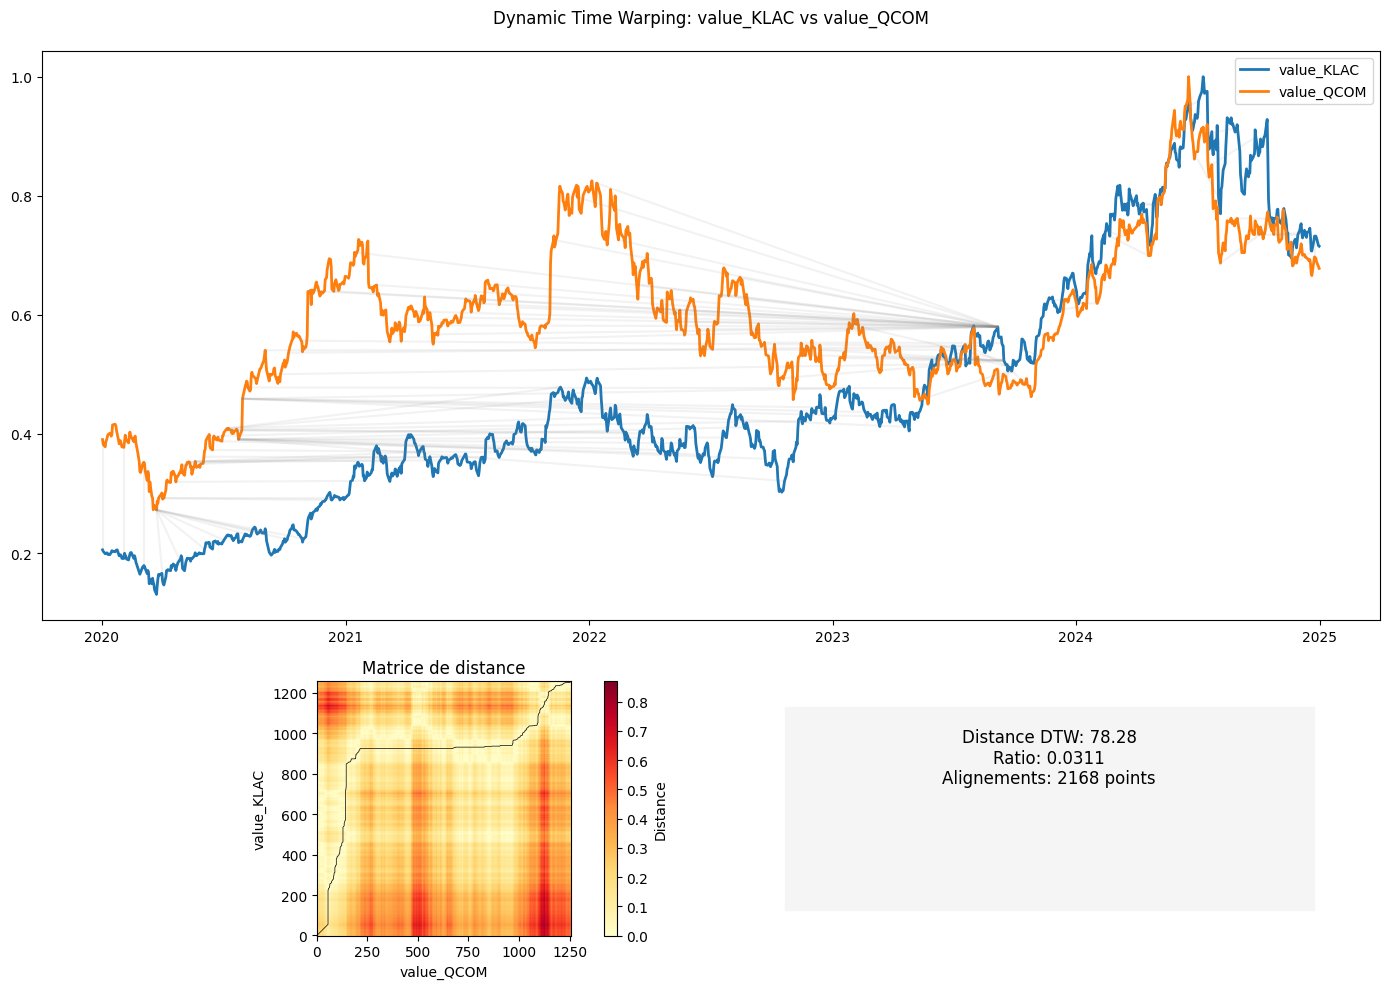 Dynamic Time Warping: value_KLAC vs value_QCOM
value_KLAC
value_QCOM
1.0
0.8
0.6
0.4
0.2
2020 2021 2022 2023 2024 2025
Matrice de distance
value_KLAC
1200
1000
800
600
400
200
0
0 250 500 750 1000 1250
value_QCOM
0.8
0.7
0.6
0.5
0.4
0.3
0.2
0.1
0.0
Distance
Distance DTW: 78.28
Ratio: 0.0311
Alignements: 2168 points